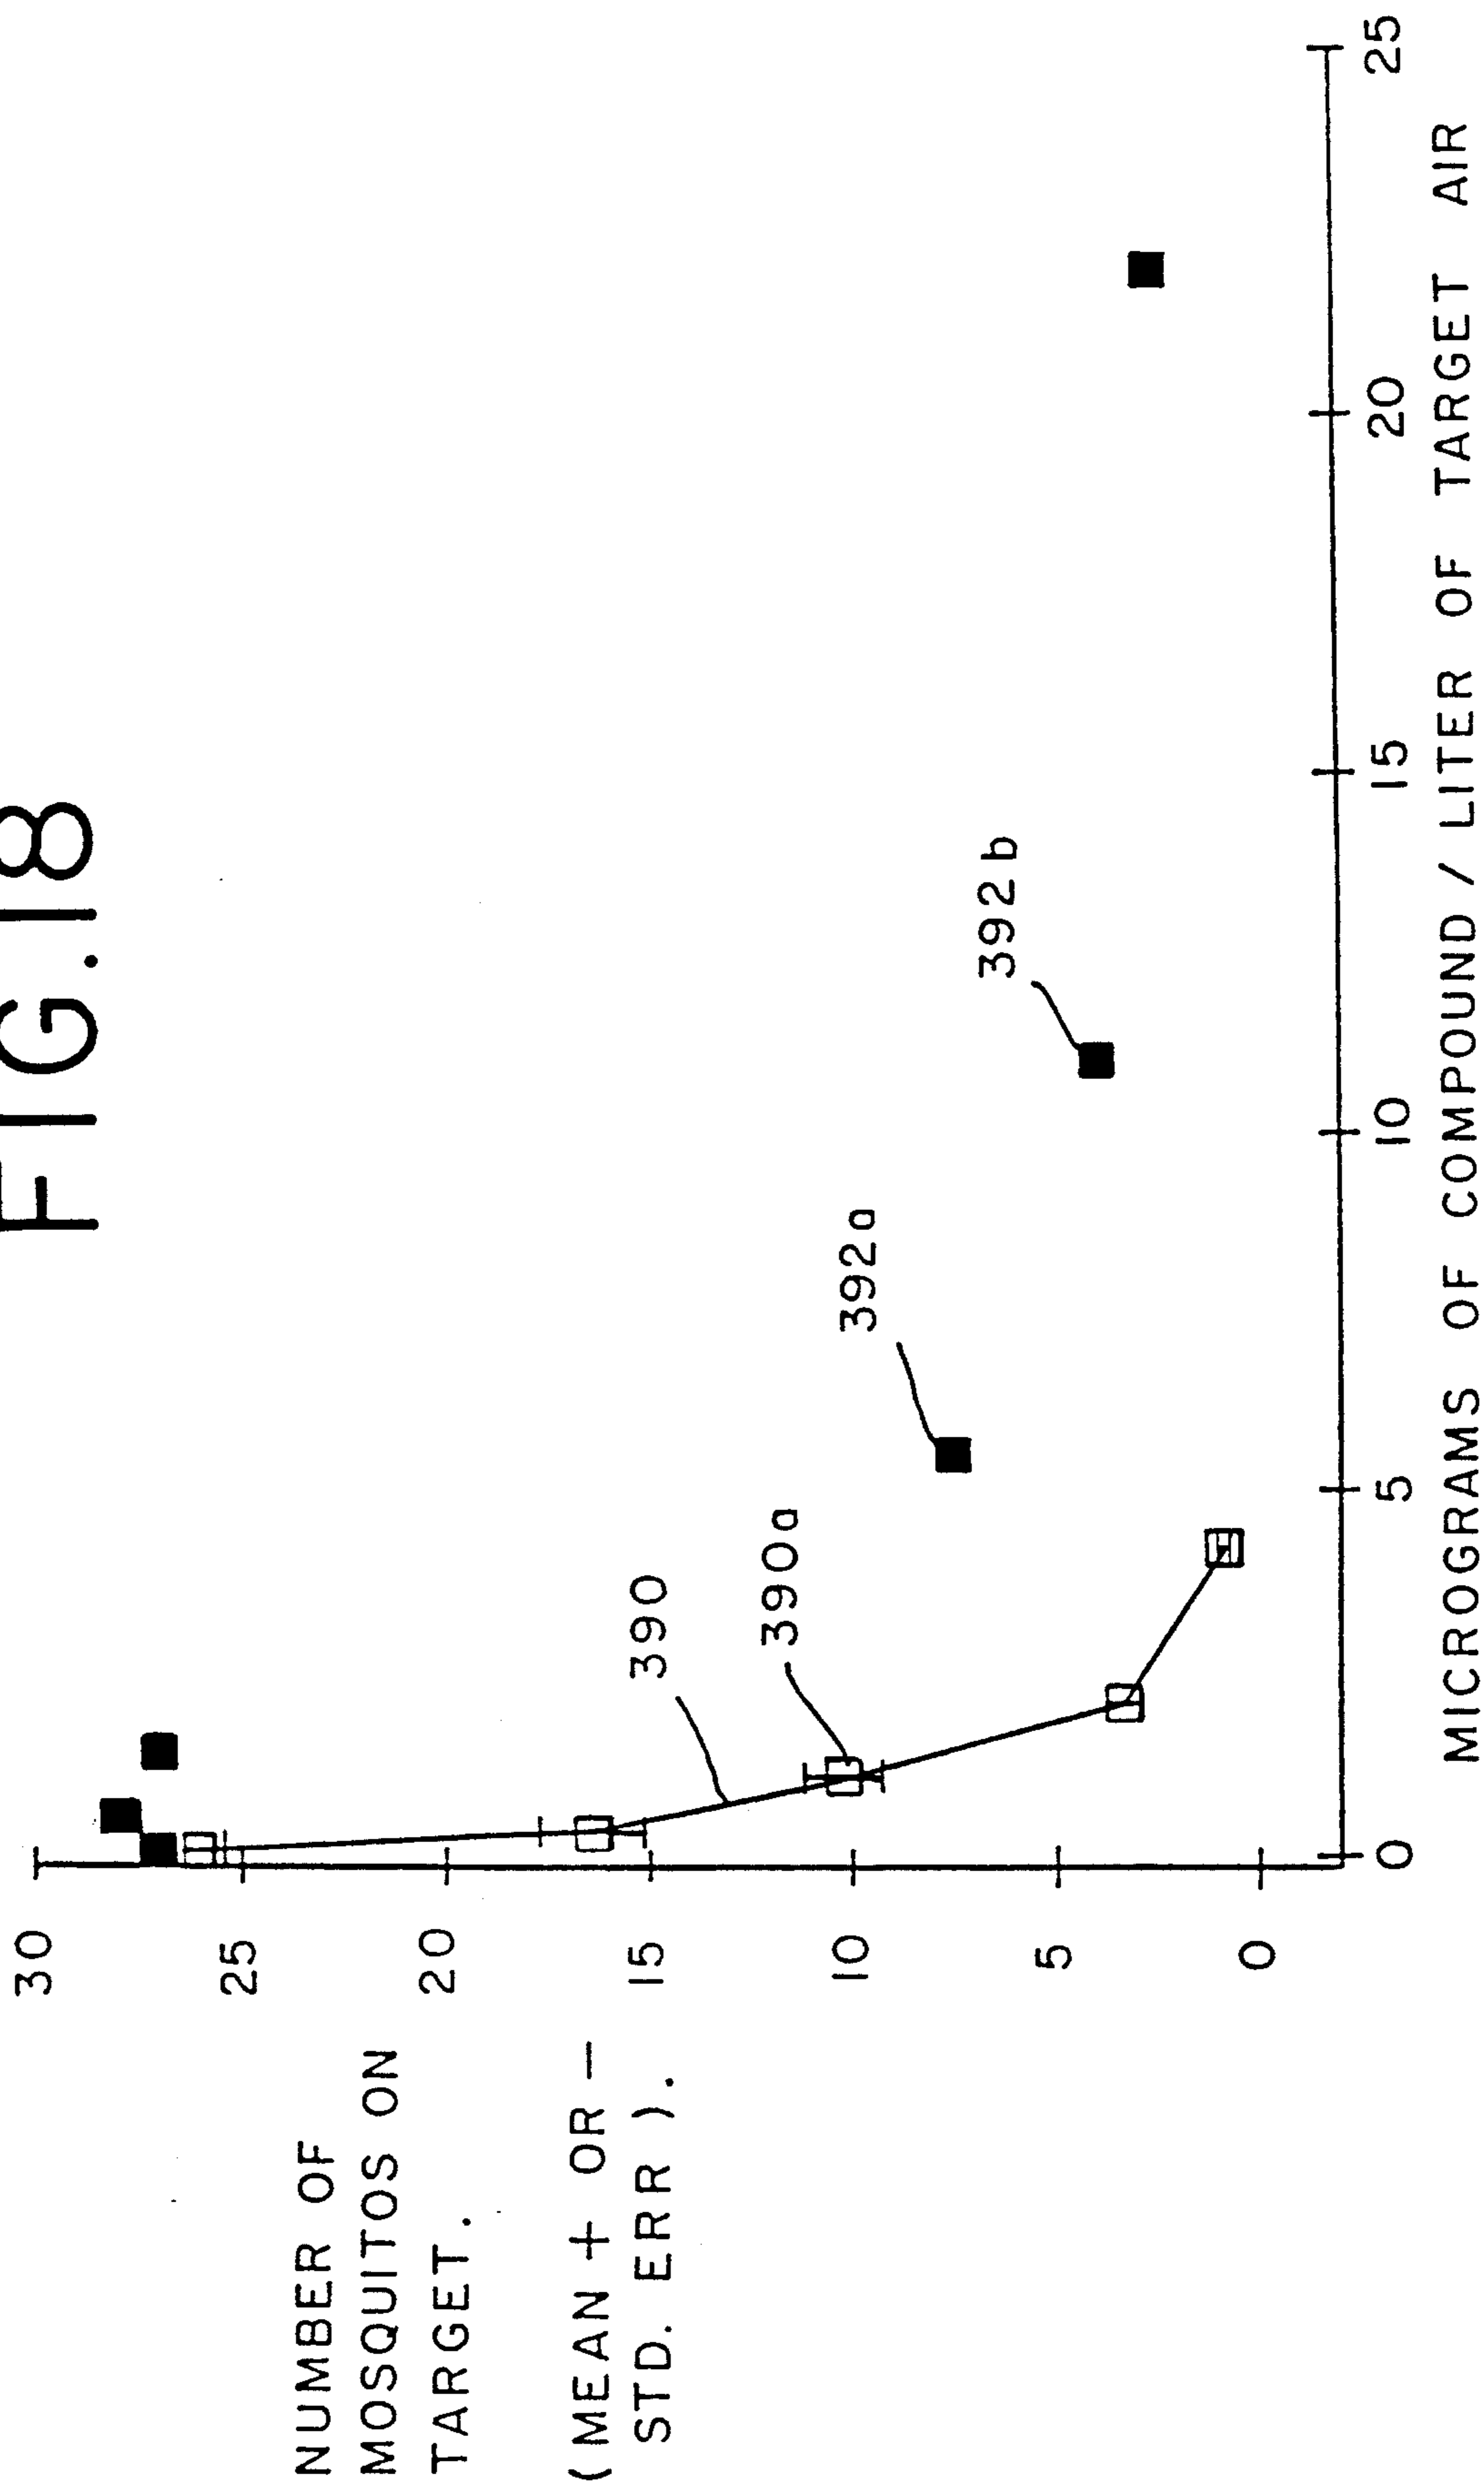 FIG.18
NUMBER OF
MOSQUITOS ON
TARGET.
(MEAN + OR -
STD. ERR ).
30
25
20
15
10
5
0
390
390a
392a
392b
0
5
10
15
20
25
MICROGRAMS OF COMPOUND / LITER OF TARGET AIR